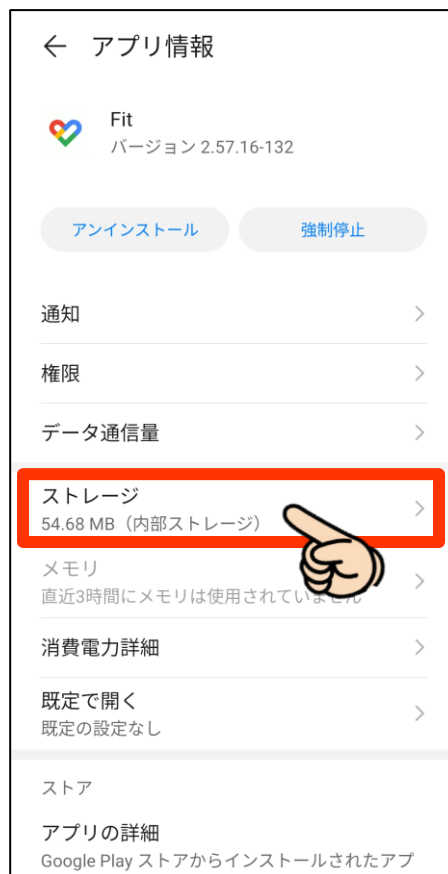 アプリ情報
Fit
バージョン 2.57.16-132
アンインストール
強制停止
通知
権限
データ通信量
ストレージ
54.68 MB（内部ストレージ）
メモリ
直近3時間にメモリは使用されていません
消費電力詳細
既定で開く
既定の設定なし
ストア
アプリの詳細
Google Play ストアからインストールされたアプ